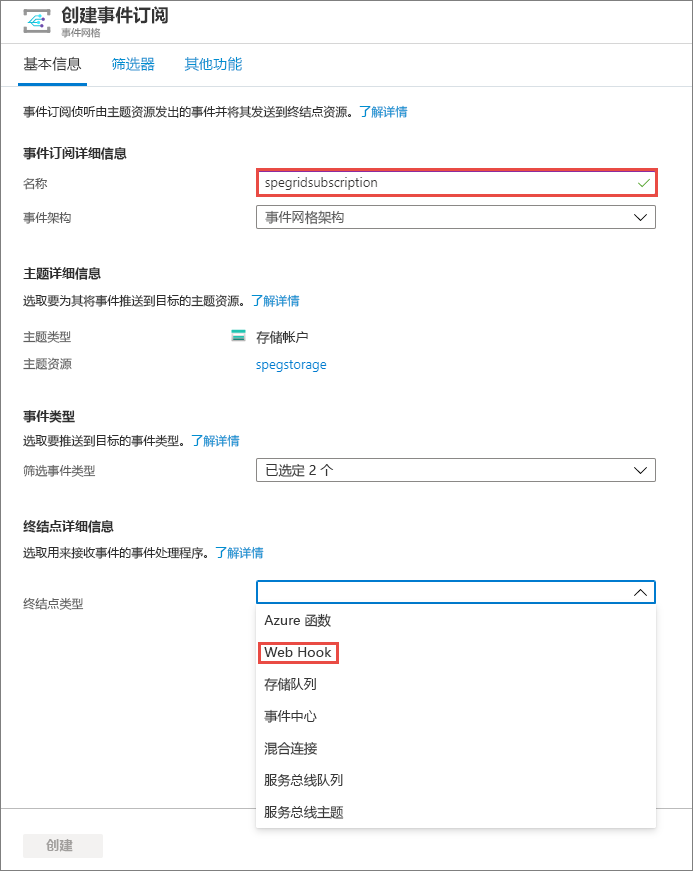 创建事件订阅
事件网格
基本信息 筛选器 其他功能
事件订阅侦听由主题资源发出的事件并将其发送到终结点资源。了解详情
事件订阅详细信息
名称 spegridsubscription
事件架构 事件网格架构
主题详细信息
选取要为其将事件推送到目标的主题资源。了解详情
主题类型 存储帐户
主题资源 spegstorage
事件类型
选取要推送到目标的事件类型。了解详情
筛选事件类型 已选定 2 个
终结点详细信息
选取用来接收事件的事件处理程序。了解详情
终结点类型
Azure 函数
Web Hook
存储队列
事件中心
混合连接
服务总线队列
服务总线主题
创建